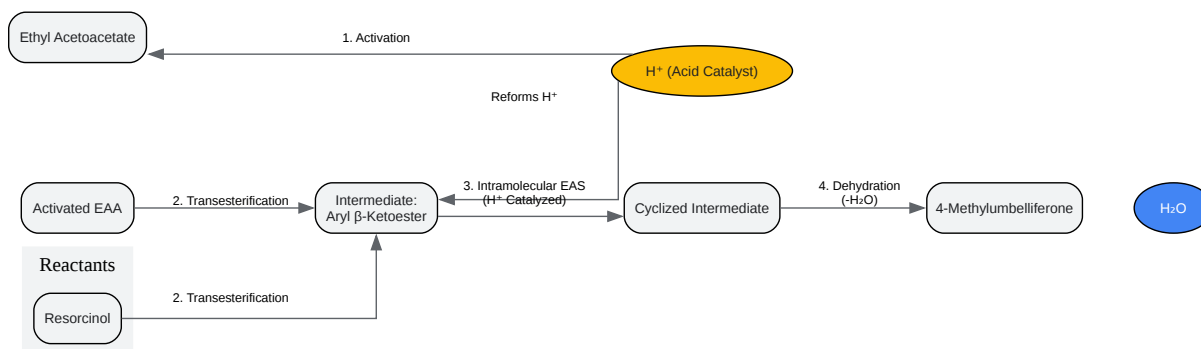 Ethyl Acetoacetate
1. Activation
H⁺ (Acid Catalyst)
Reforms H⁺
Activated EAA
2. Transesterification
Intermediate:
Aryl β-Ketoester
3. Intramolecular EAS
(H⁺ Catalyzed)
Cyclized Intermediate
4. Dehydration
(-H₂O)
4-Methylumbelliferone
H₂O
Reactants
Resorcinol
2. Transesterification